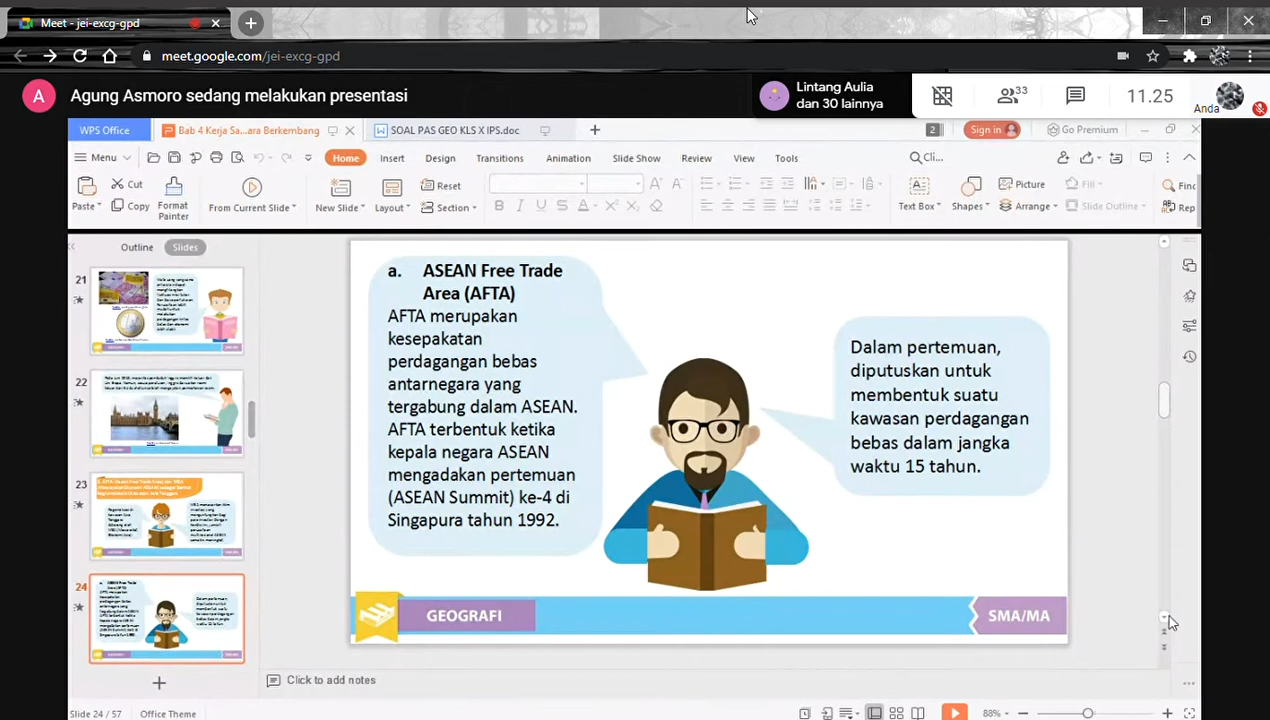 Meet - jei-excg-gpd
meet.google.com/jei-excg-gpd
A
Agung Asmoro sedang melakukan presentasi
Lintang Aulia
dan 30 lainnya
33
11.25
Anda
WPS Office
Bab 4 Kerja Sa...ara Berkembang
SOAL PAS GEO KLS X IPS.doc
2
Sign in
Go Premium
Menu
Home
Insert
Design
Transitions
Animation
Slide Show
Review
View
Tools
Cli...
Paste
Cut
Copy
Format
Painter
From Current Slide
New Slide
Layout
Reset
Section
B I U S A X² X₂
Text Box
Shapes
Picture
Arrange
Fill
Slide Outline
Find
Rep
Outline
Slides
21
22
23
24
a. ASEAN Free Trade
Area (AFTA)
AFTA merupakan
kesepakatan
perdagangan bebas
antarnegara yang
tergabung dalam ASEAN.
AFTA terbentuk ketika
kepala negara ASEAN
mengadakan pertemuan
(ASEAN Summit) ke-4 di
Singapura tahun 1992.
Dalam pertemuan,
diputuskan untuk
membentuk suatu
kawasan perdagangan
bebas dalam jangka
waktu 15 tahun.
GEOGRAFI
SMA/MA
Click to add notes
Slide 24 / 57
Office Theme
88%